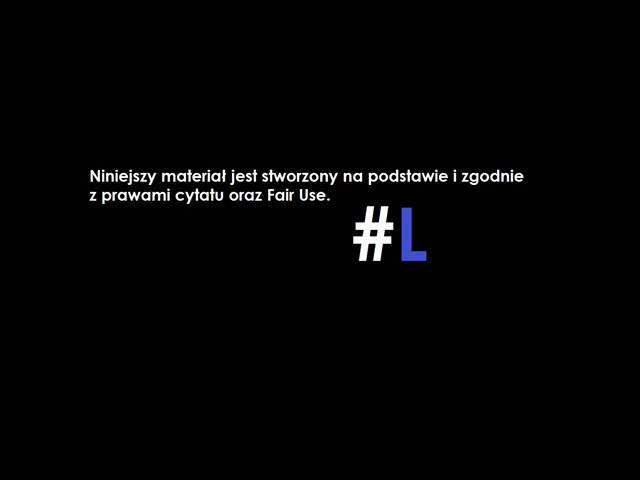 Niniejszy materiał jest stworzony na podstawie i zgodnie
z prawami cytatu oraz Fair Use.
#L